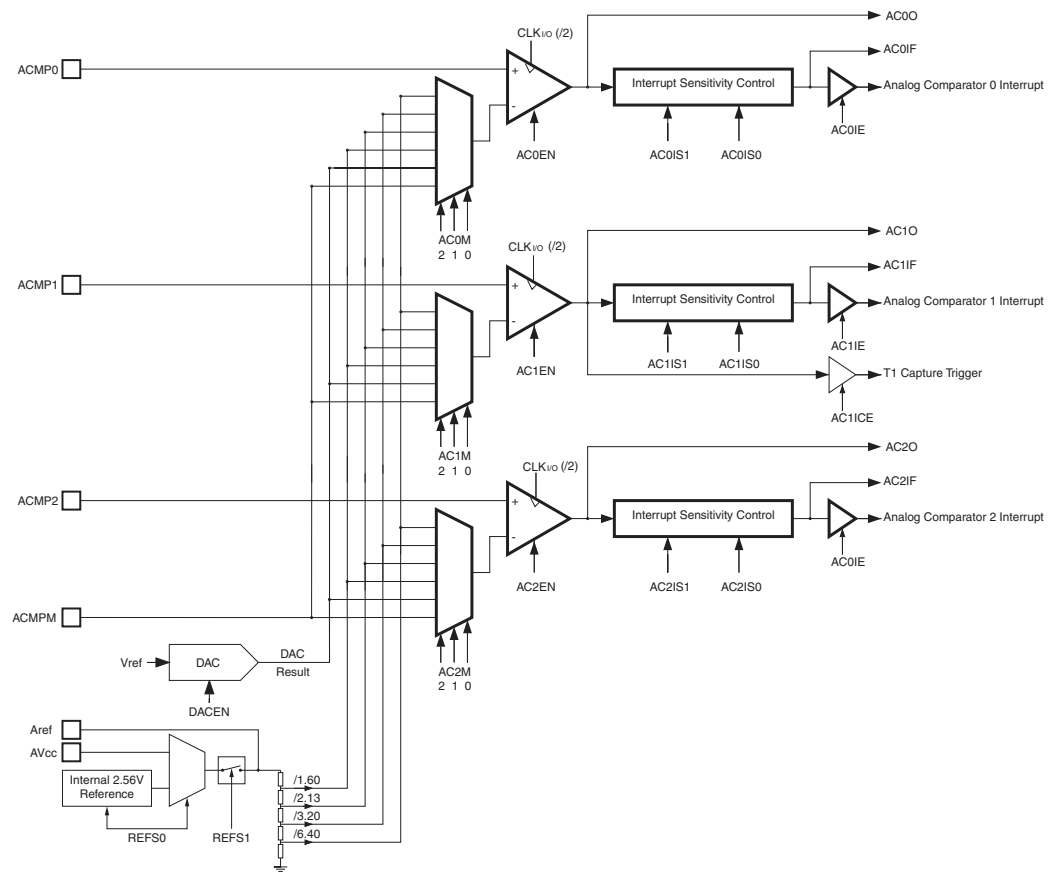 CLKI/O (/2)
AC0O
AC0IF
ACMP0
+
-
Interrupt Sensitivity Control
Analog Comparator 0 Interrupt
AC0IE
AC0EN
AC0IS1
AC0IS0
AC0M
2 1 0
CLKI/O (/2)
AC1O
AC1IF
ACMP1
+
-
Interrupt Sensitivity Control
Analog Comparator 1 Interrupt
AC1IE
AC1EN
AC1IS1
AC1IS0
T1 Capture Trigger
AC1ICE
AC1M
2 1 0
CLKI/O (/2)
AC2O
AC2IF
ACMP2
+
-
Interrupt Sensitivity Control
Analog Comparator 2 Interrupt
AC0IE
AC2EN
AC2IS1
AC2IS0
ACMPM
AC2M
2 1 0
Vref
DAC
DAC
Result
DACEN
Aref
AVcc
Internal 2.56V
Reference
/1.60
/2.13
/3.20
/6.40
REFS0
REFS1